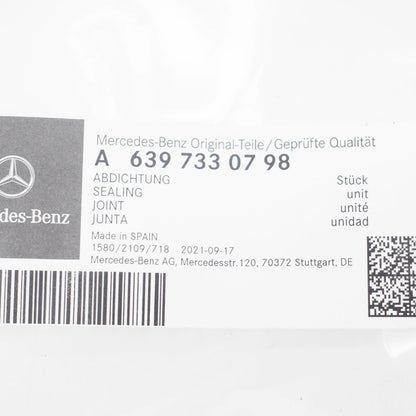 Mercedes-Benz Original-Teile/Geprüfte Qualität
A 639 733 07 98
ABDICHTUNG Stück
SEALING unit
JOINT unité
JUNTA unidad
des-Benz
Made in SPAIN
1580/2109/718 2021-09-17
Mercedes-Benz AG, Mercedesstr.120, 70372 Stuttgart, DE